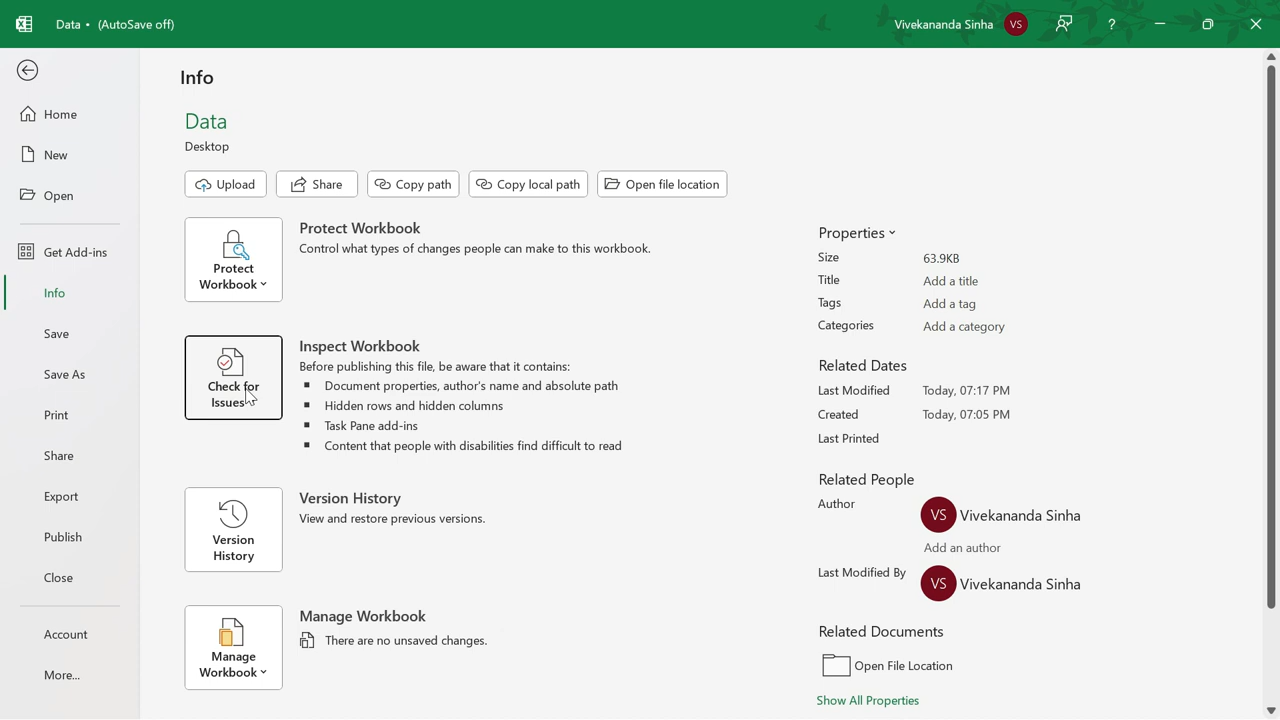 Data • (AutoSave off)
Vivekananda Sinha VS ?
Home
New
Open
Get Add-ins
Info
Save
Save As
Print
Share
Export
Publish
Close
Account
More...
Info
Data
Desktop
Upload Share Copy path Copy local path Open file location
Protect Workbook
Protect Workbook
Control what types of changes people can make to this workbook.
Check for Issues
Inspect Workbook
Before publishing this file, be aware that it contains:
▪ Document properties, author's name and absolute path
▪ Hidden rows and hidden columns
▪ Task Pane add-ins
▪ Content that people with disabilities find difficult to read
Version History
Version History
View and restore previous versions.
Manage Workbook
Manage Workbook
There are no unsaved changes.
Properties
Size 63.9KB
Title Add a title
Tags Add a tag
Categories Add a category
Related Dates
Last Modified Today, 07:17 PM
Created Today, 07:05 PM
Last Printed
Related People
Author VS Vivekananda Sinha
Add an author
Last Modified By VS Vivekananda Sinha
Related Documents
Open File Location
Show All Properties